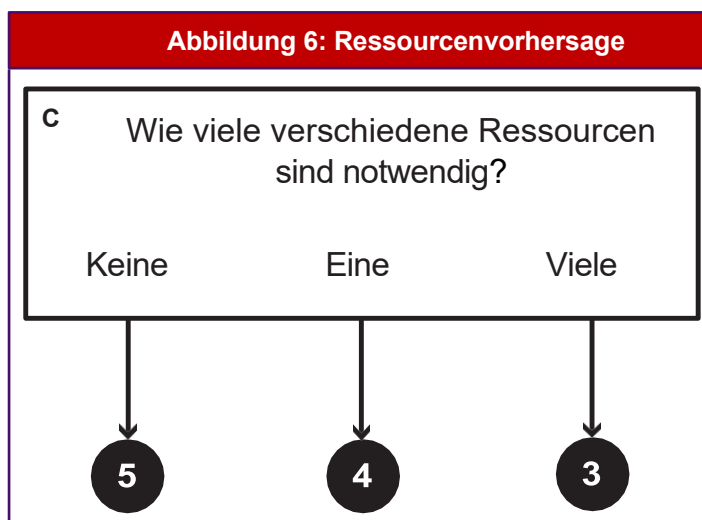 Abbildung 6: Ressourcenvorhersage
C
Wie viele verschiedene Ressourcen
sind notwendig?
Keine Eine Viele
5 4 3